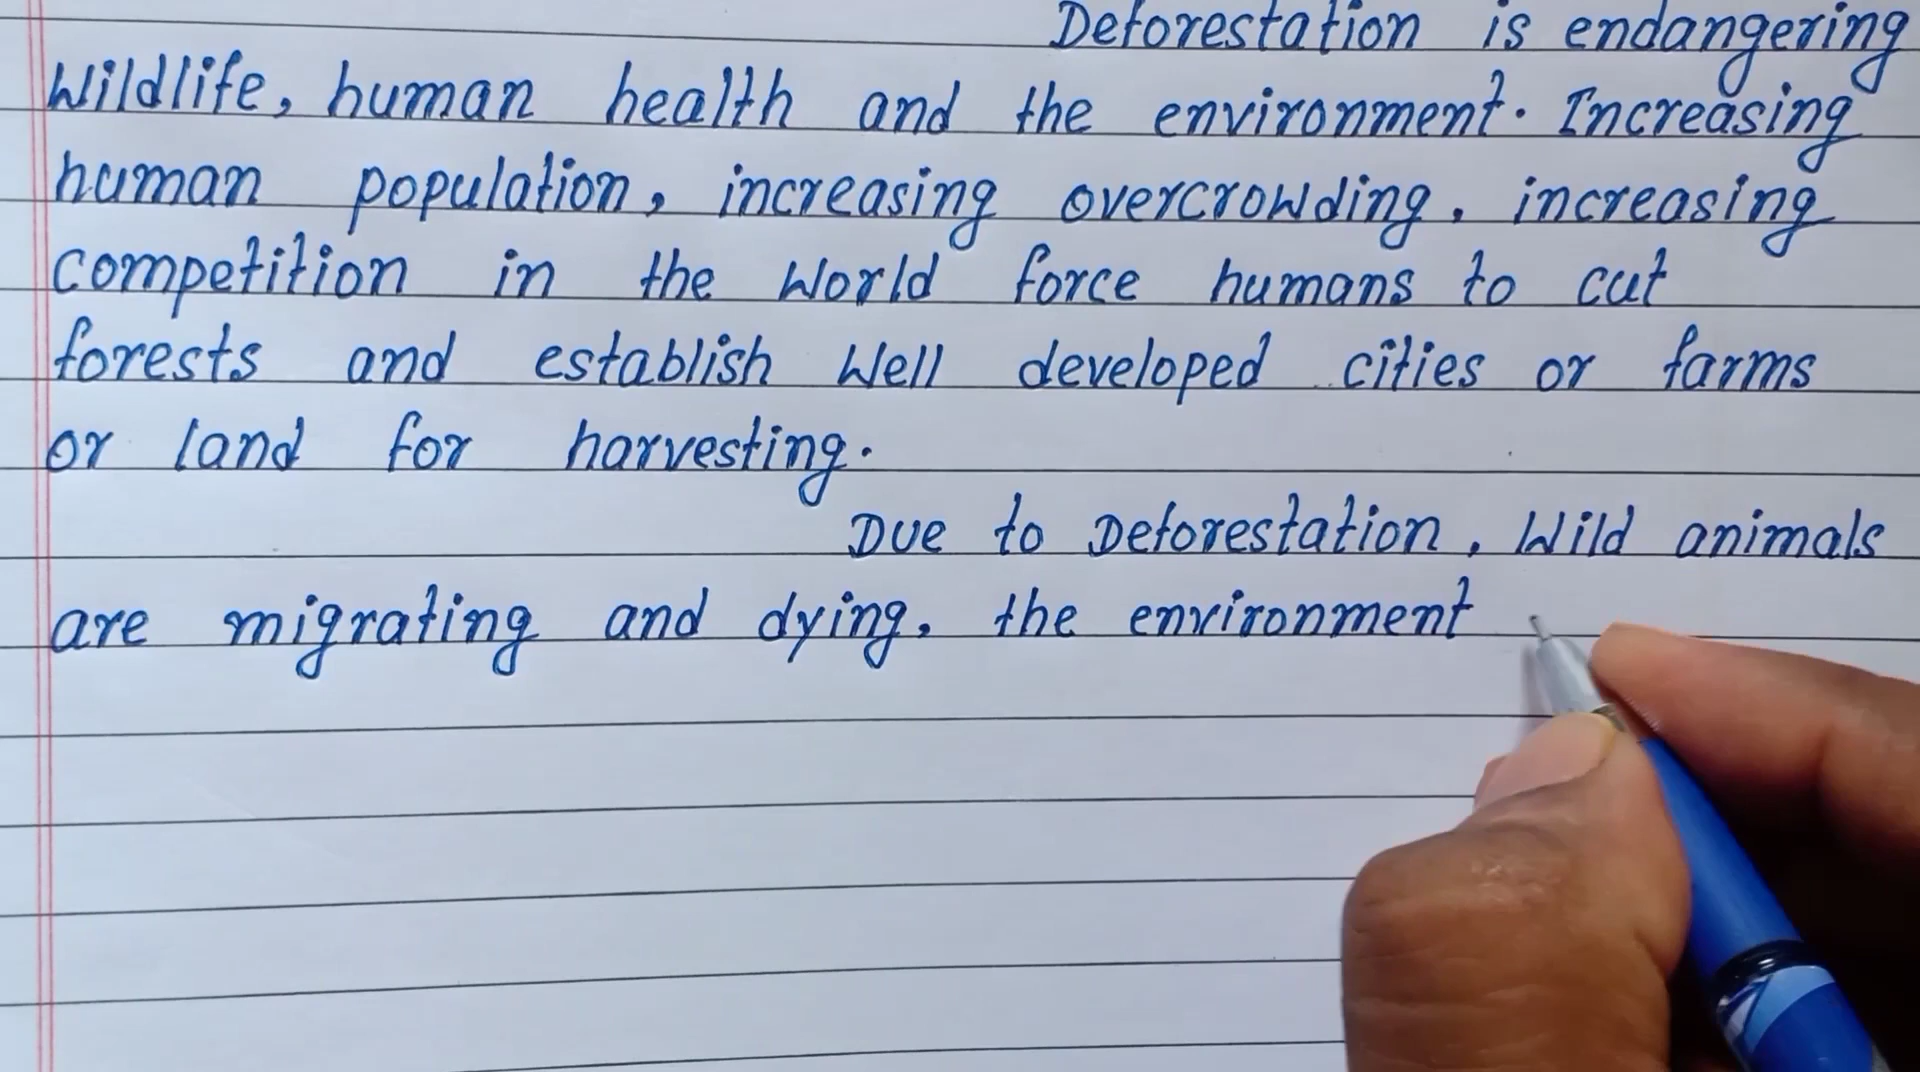 Deforestation is endangering
Wildlife, human health and the environment. Increasing
human population, increasing overcrowding, increasing
competition in the World force humans to cut
forests and establish Well developed cities or farms
or land for harvesting.
Due to Deforestation, Wild animals
are migrating and dying, the environment